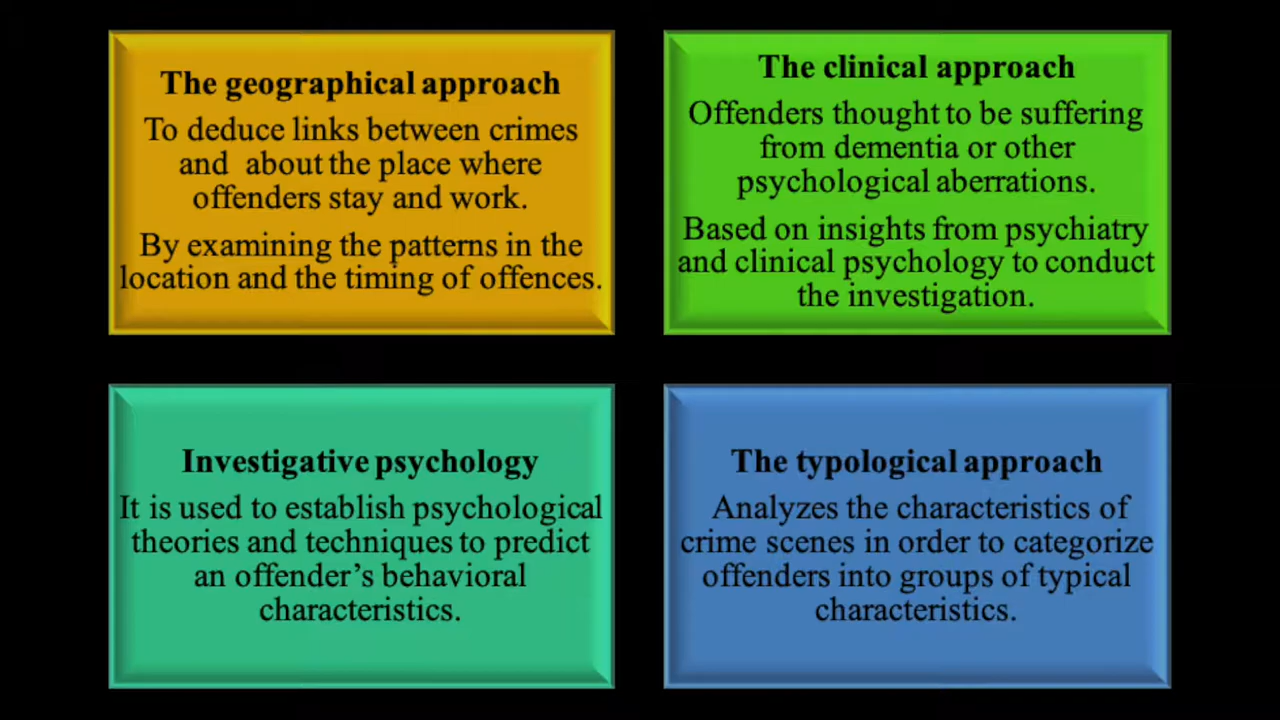 The geographical approach
To deduce links between crimes
and about the place where
offenders stay and work.
By examining the patterns in the
location and the timing of offences.
The clinical approach
Offenders thought to be suffering
from dementia or other
psychological aberrations.
Based on insights from psychiatry
and clinical psychology to conduct
the investigation.
Investigative psychology
It is used to establish psychological
theories and techniques to predict
an offender’s behavioral
characteristics.
The typological approach
Analyzes the characteristics of
crime scenes in order to categorize
offenders into groups of typical
characteristics.